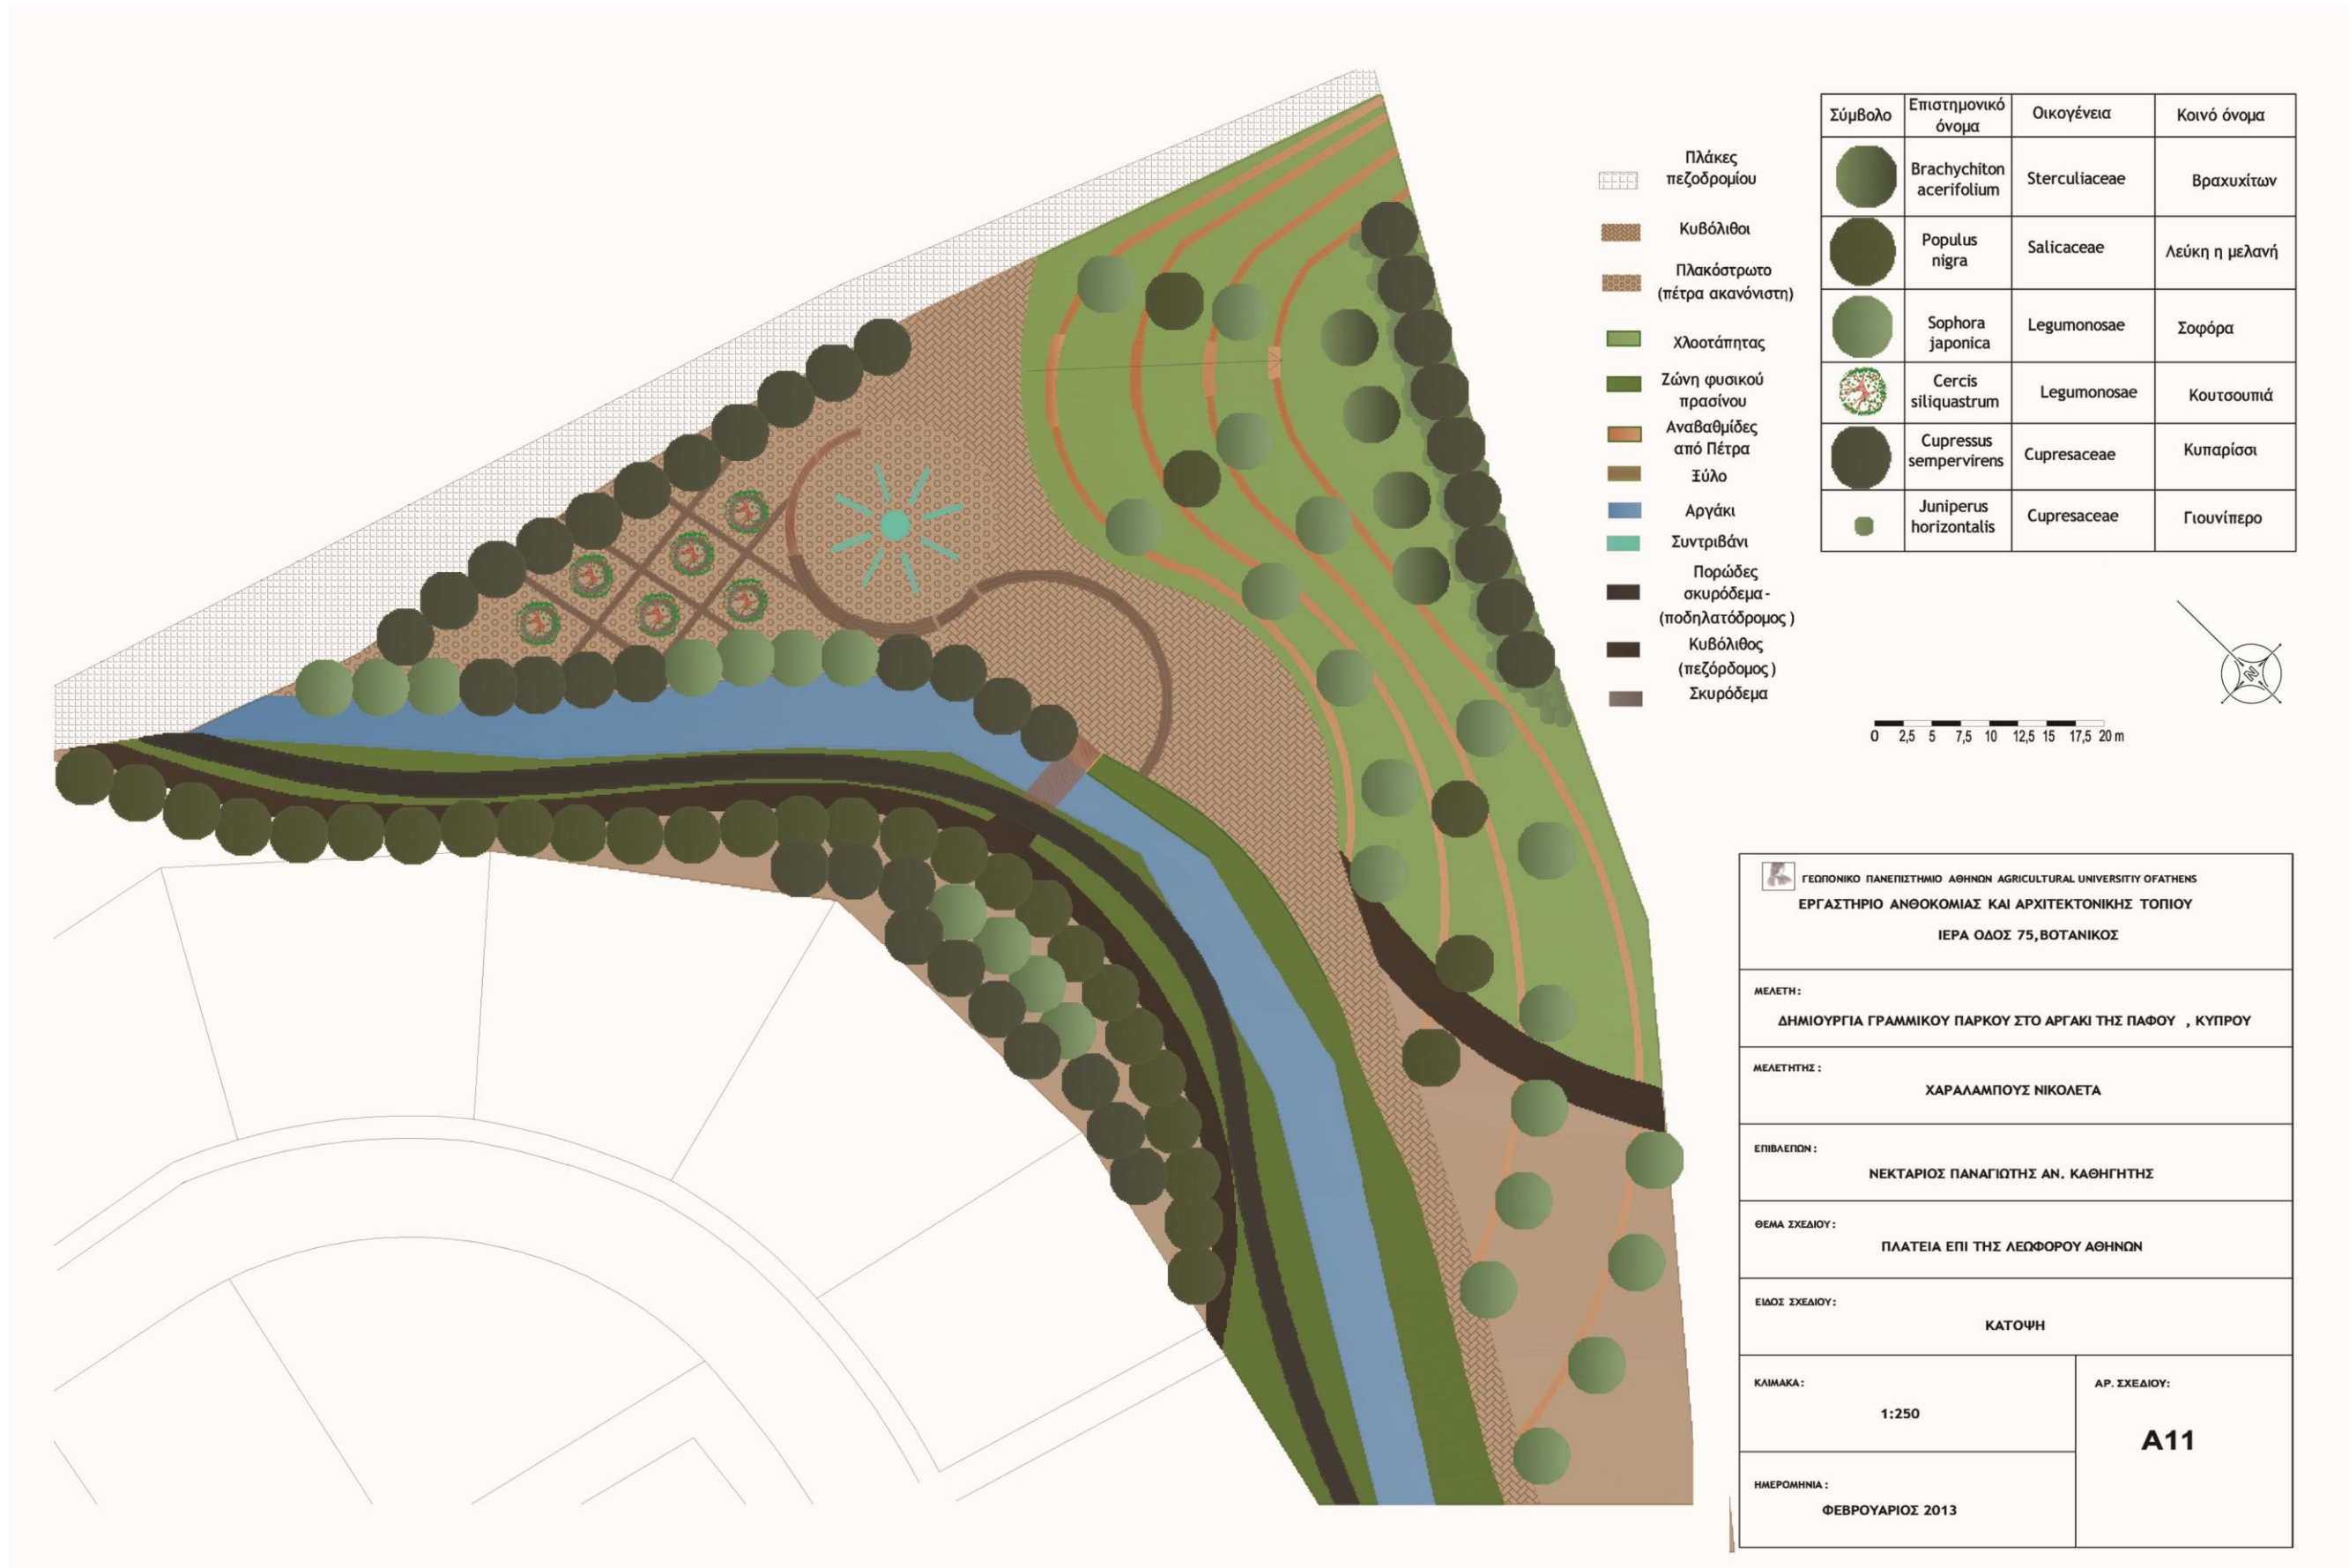 Πλάκες
πεζοδρομίου
Κυβόλιθοι
Πλακόστρωτο
(πέτρα ακανόνιστη)
Χλοοτάπητας
Ζώνη φυσικού
πρασίνου
Αναβαθμίδες
από Πέτρα
Ξύλο
Αργάκι
Συντριβάνι
Πορώδες
σκυρόδεμα-
(ποδηλατόδρομος)
Κυβόλιθος
(πεζόρδομος)
Σκυρόδεμα
Σύμβολο Επιστημονικό Οικογένεια Κοινό όνομα
όνομα
Brachychiton
acerifolium Sterculiaceae Βραχυχίτων
Populus
nigra Salicaceae Λεύκη η μελανή
Sophora
japonica Legumonosae Σοφόρα
Cercis
siliquastrum Legumonosae Κουτσουπιά
Cupressus
sempervirens Cupresaceae Κυπαρίσσι
Juniperus
horizontalis Cupresaceae Γιουνίπερο
N
0 2,5 5 7,5 10 12,5 15 17,5 20 m
ΓΕΩΠΟΝΙΚΟ ΠΑΝΕΠΙΣΤΗΜΙΟ ΑΘΗΝΩΝ AGRICULTURAL UNIVERSITIY OFATHENS
ΕΡΓΑΣΤΗΡΙΟ ΑΝΘΟΚΟΜΙΑΣ ΚΑΙ ΑΡΧΙΤΕΚΤΟΝΙΚΗΣ ΤΟΠΙΟΥ
ΙΕΡΑ ΟΔΟΣ 75,ΒΟΤΑΝΙΚΟΣ
ΜΕΛΕΤΗ:
ΔΗΜΙΟΥΡΓΙΑ ΓΡΑΜΜΙΚΟΥ ΠΑΡΚΟΥ ΣΤΟ ΑΡΓΑΚΙ ΤΗΣ ΠΑΦΟΥ , ΚΥΠΡΟΥ
ΜΕΛΕΤΗΤΗΣ:
ΧΑΡΑΛΑΜΠΟΥΣ ΝΙΚΟΛΕΤΑ
ΕΠΙΒΛΕΠΩΝ:
ΝΕΚΤΑΡΙΟΣ ΠΑΝΑΓΙΩΤΗΣ ΑΝ. ΚΑΘΗΓΗΤΗΣ
ΘΕΜΑ ΣΧΕΔΙΟΥ:
ΠΛΑΤΕΙΑ ΕΠΙ ΤΗΣ ΛΕΩΦΟΡΟΥ ΑΘΗΝΩΝ
ΕΙΔΟΣ ΣΧΕΔΙΟΥ:
ΚΑΤΟΨΗ
ΚΛΙΜΑΚΑ:
1:250
ΑΡ. ΣΧΕΔΙΟΥ:
A11
ΗΜΕΡΟΜΗΝΙΑ:
ΦΕΒΡΟΥΑΡΙΟΣ 2013